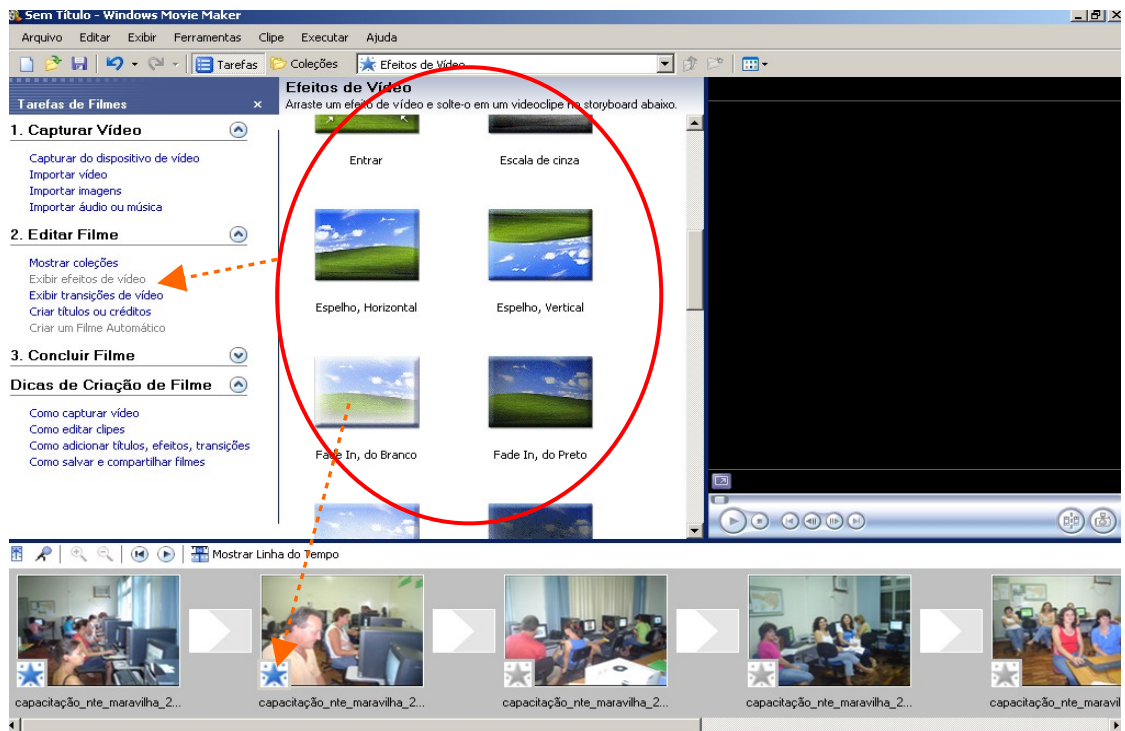 Sem Título - Windows Movie Maker
Arquivo Editar Exibir Ferramentas Clipe Executar Ajuda
Tarefas Coleções Efeitos de Vídeo
Tarefas de Filmes
1. Capturar Vídeo
Capturar do dispositivo de vídeo
Importar vídeo
Importar imagens
Importar áudio ou música
2. Editar Filme
Mostrar coleções
Exibir efeitos de vídeo
Exibir transições de vídeo
Criar títulos ou créditos
Criar um Filme Automático
3. Concluir Filme
Dicas de Criação de Filme
Como capturar vídeo
Como editar clipes
Como adicionar títulos, efeitos, transições
Como salvar e compartilhar filmes
Efeitos de Vídeo
Arraste um efeito de vídeo e solte-o em um videoclipe no storyboard abaixo.
Entrar Escala de cinza
Espelho, Horizontal Espelho, Vertical
Fade In, do Branco Fade In, do Preto
Mostrar Linha do Tempo
capacitação_nte_maravilha_2... capacitação_nte_maravilha_2... capacitação_nte_maravilha_2... capacitação_nte_maravilha_2... capacitação_nte_maravil